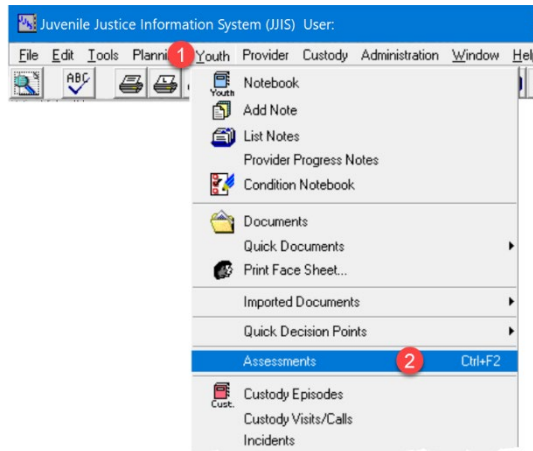 Juvenile Justice Information System (JJIS) User:
File Edit Tools Planni 1 Youth Provider Custody Administration Window Hel
ABC
Youth Notebook
Add Note
List Notes
Provider Progress Notes
Condition Notebook
Documents
Quick Documents
Print Face Sheet...
Imported Documents
Quick Decision Points
Assessments 2 Ctrl+F2
Cust. Custody Episodes
Custody Visits/Calls
Incidents